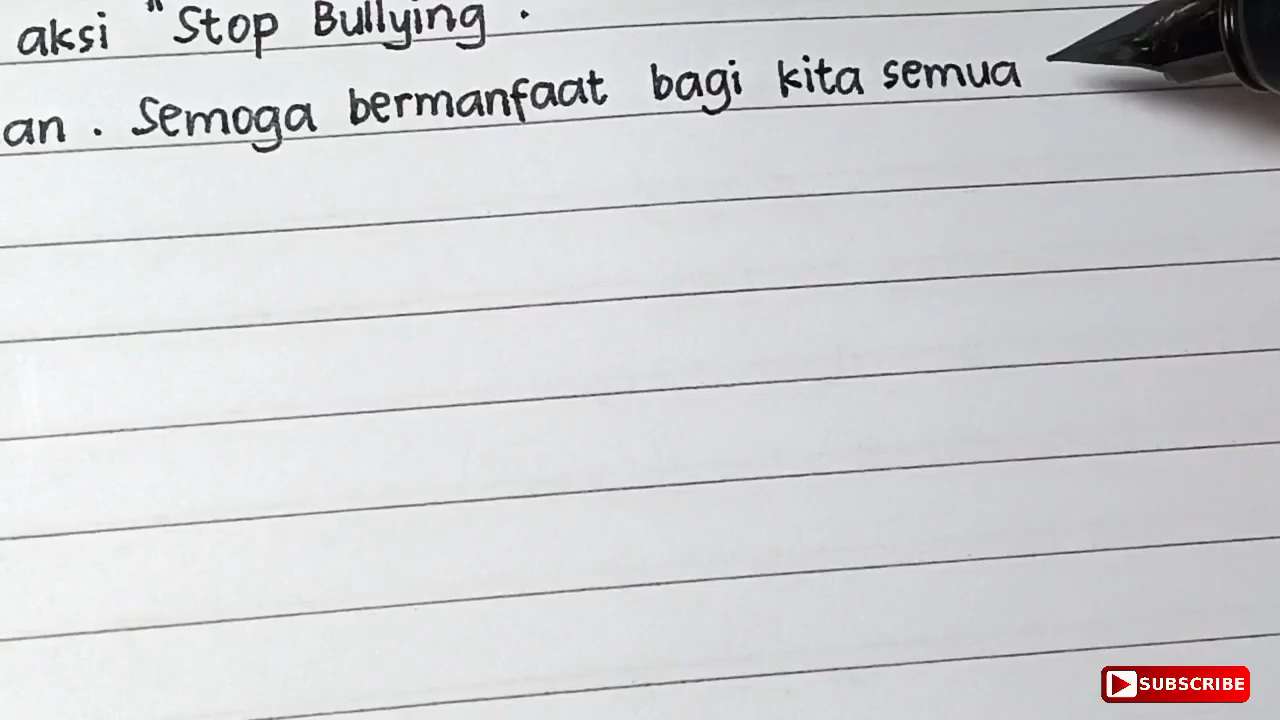 aksi "Stop Bullying.
an. Semoga bermanfaat bagi kita semua
SUBSCRIBE